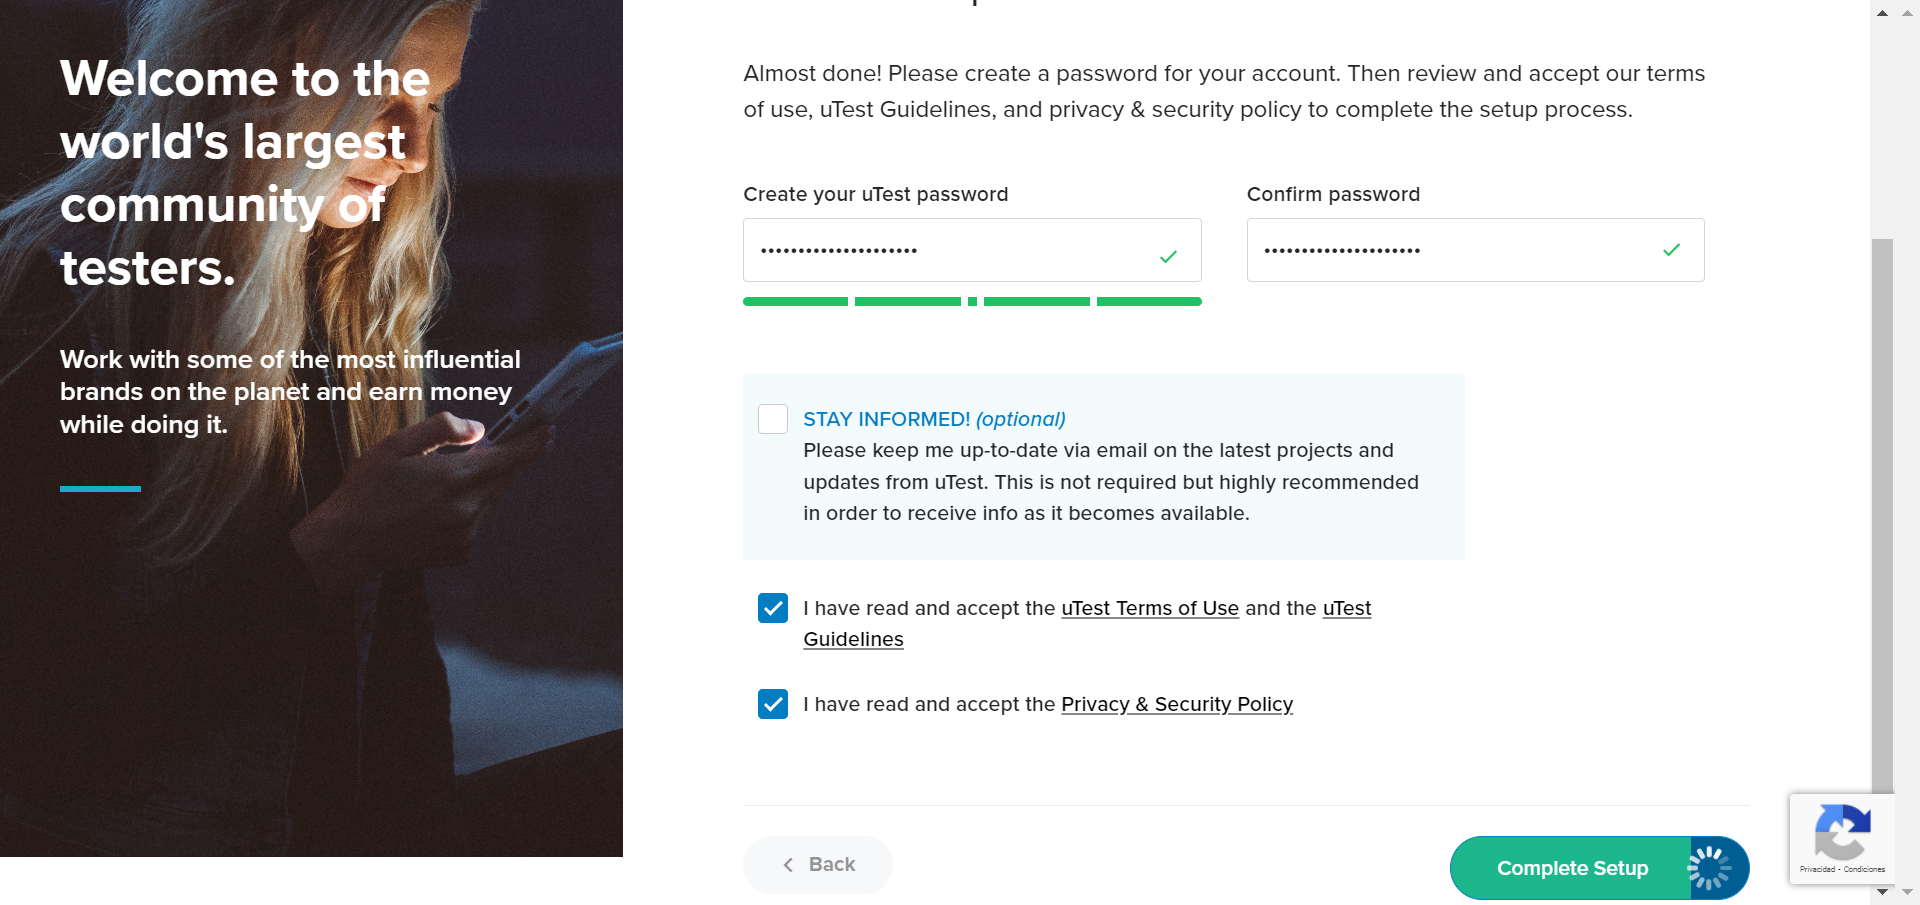 Welcome to the
world's largest
community of
testers.
Work with some of the most influential
brands on the planet and earn money
while doing it.
Almost done! Please create a password for your account. Then review and accept our terms
of use, uTest Guidelines, and privacy & security policy to complete the setup process.
Create your uTest password
Confirm password
•••••••••••••••••••••
•••••••••••••••••••••
STAY INFORMED! (optional)
Please keep me up-to-date via email on the latest projects and
updates from uTest. This is not required but highly recommended
in order to receive info as it becomes available.
I have read and accept the uTest Terms of Use and the uTest
Guidelines
I have read and accept the Privacy & Security Policy
Back
Complete Setup
Privacidad - Condiciones